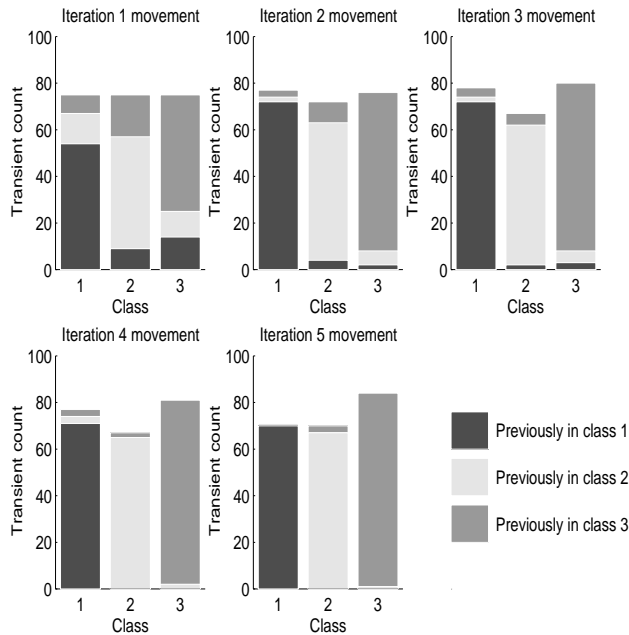 Iteration 1 movement
Iteration 2 movement
Iteration 3 movement
100
80
60
40
20
0
Transient count
1 2 3
Class
100
80
60
40
20
0
Transient count
1 2 3
Class
100
80
60
40
20
0
Transient count
1 2 3
Class
Iteration 4 movement
Iteration 5 movement
100
80
60
40
20
0
Transient count
1 2 3
Class
100
80
60
40
20
0
Transient count
1 2 3
Class
Previously in class 1
Previously in class 2
Previously in class 3